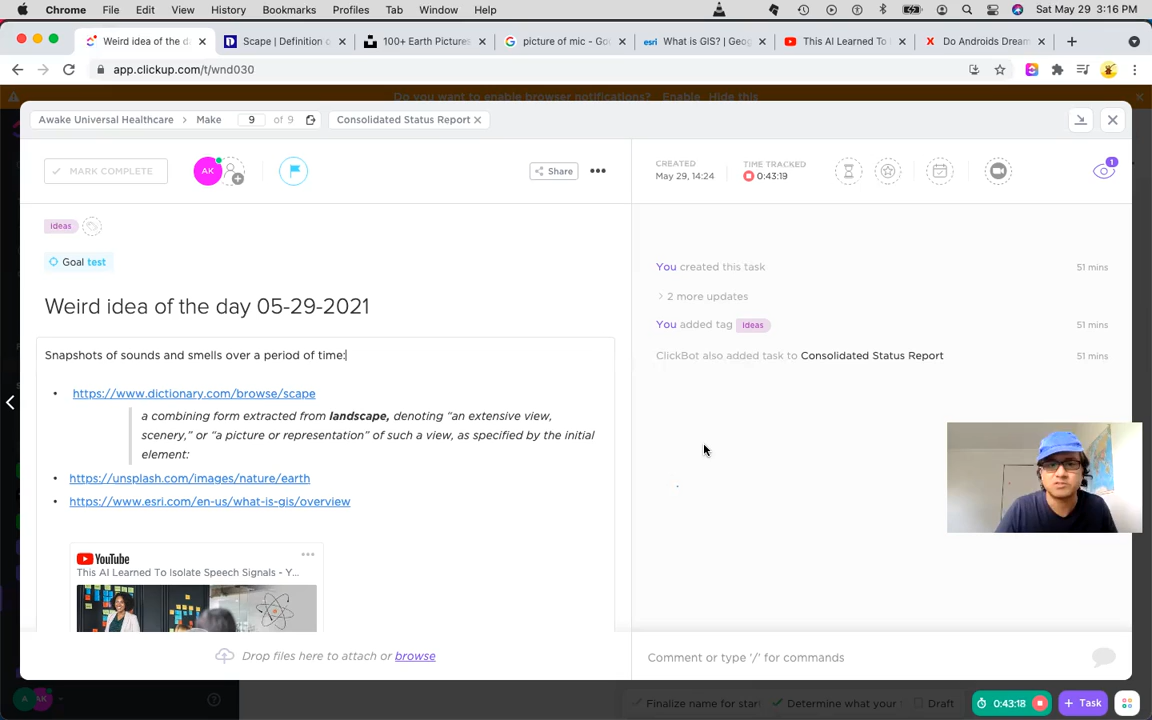 Chrome File Edit View History Bookmarks Profiles Tab Window Help Sat May 29 3:16 PM
Weird idea of the d Scape | Definition o 100+ Earth Pictures picture of mic - Go esri What is GIS? | Geog This AI Learned To Do Androids Dream
app.clickup.com/t/wnd030
Do you want to enable browser notifications? Enable Hide this
Awake Universal Healthcare > Make 9 of 9 Consolidated Status Report
MARK COMPLETE AK Share CREATED May 29, 14:24 TIME TRACKED 0:43:19 1
ideas
Goal test
Weird idea of the day 05-29-2021
Snapshots of sounds and smells over a period of time:
• https://www.dictionary.com/browse/scape
a combining form extracted from landscape, denoting “an extensive view,
scenery,” or “a picture or representation” of such a view, as specified by the initial
element:
• https://unsplash.com/images/nature/earth
• https://www.esri.com/en-us/what-is-gis/overview
YouTube
This AI Learned To Isolate Speech Signals - Y...
Drop files here to attach or browse
You created this task 51 mins
> 2 more updates
You added tag ideas 51 mins
ClickBot also added task to Consolidated Status Report 51 mins
Comment or type '/' for commands
A AK Finalize name for star Determine what your Draft 0:43:18 + Task